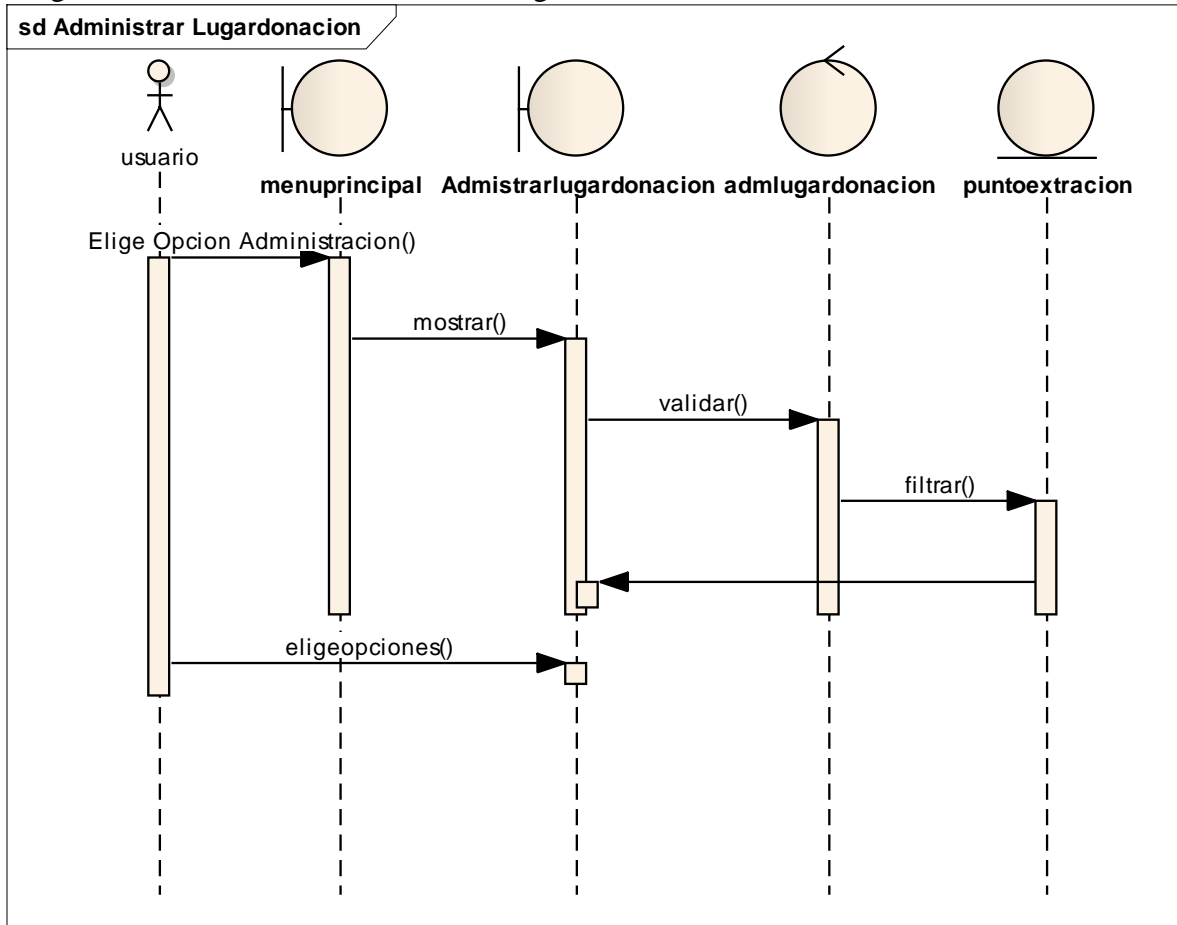 sd Administrar Lugardonacion
usuario
menuprincipal
Admistrarlugardonacion
admlugardonacion
puntoextracion
Elige Opcion Administracion()
mostrar()
validar()
filtrar()
eligeopciones()